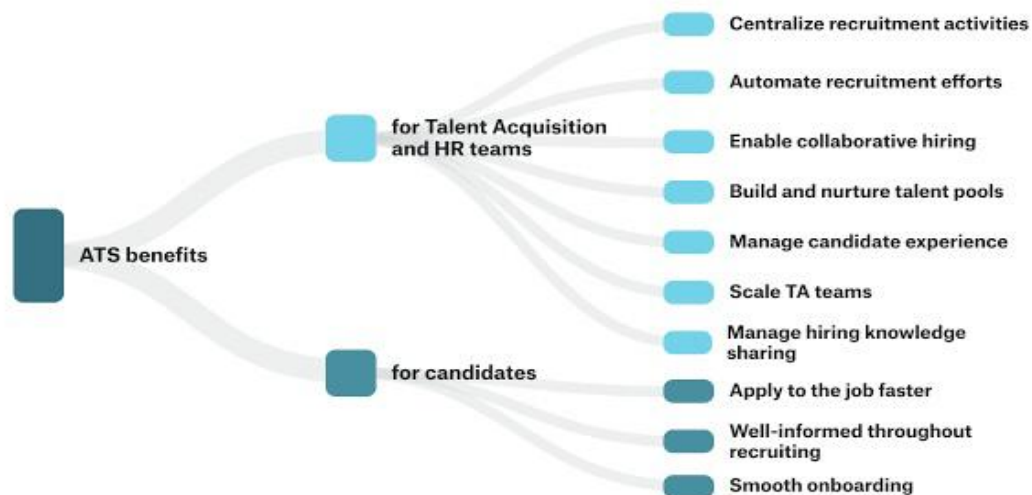 ATS benefits
for Talent Acquisition
and HR teams
Centralize recruitment activities
Automate recruitment efforts
Enable collaborative hiring
Build and nurture talent pools
Manage candidate experience
Scale TA teams
Manage hiring knowledge
sharing
for candidates
Apply to the job faster
Well-informed throughout
recruiting
Smooth onboarding